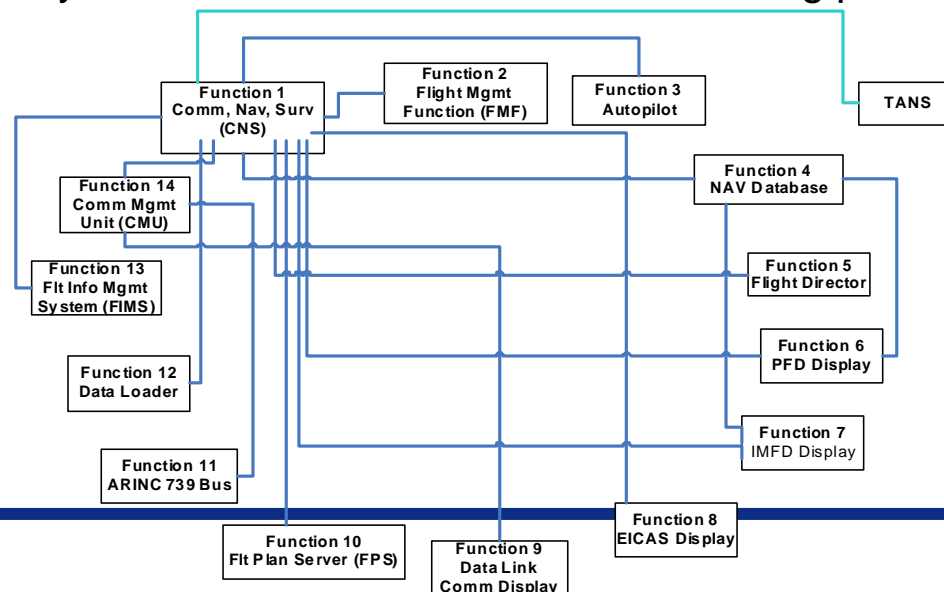 Function 1
Comm, Nav, Surv
(CNS)
Function 2
Flight Mgmt
Function (FMF)
Function 3
Autopilot
TANS
Function 4
NAV Database
Function 14
Comm Mgmt
Unit (CMU)
Function 13
Flt Info Mgmt
System (FIMS)
Function 5
Flight Director
Function 6
PFD Display
Function 12
Data Loader
Function 7
IMFD Display
Function 11
ARINC 739 Bus
Function 8
EICAS Display
Function 10
Flt Plan Server (FPS)
Function 9
Data Link
Comm Display